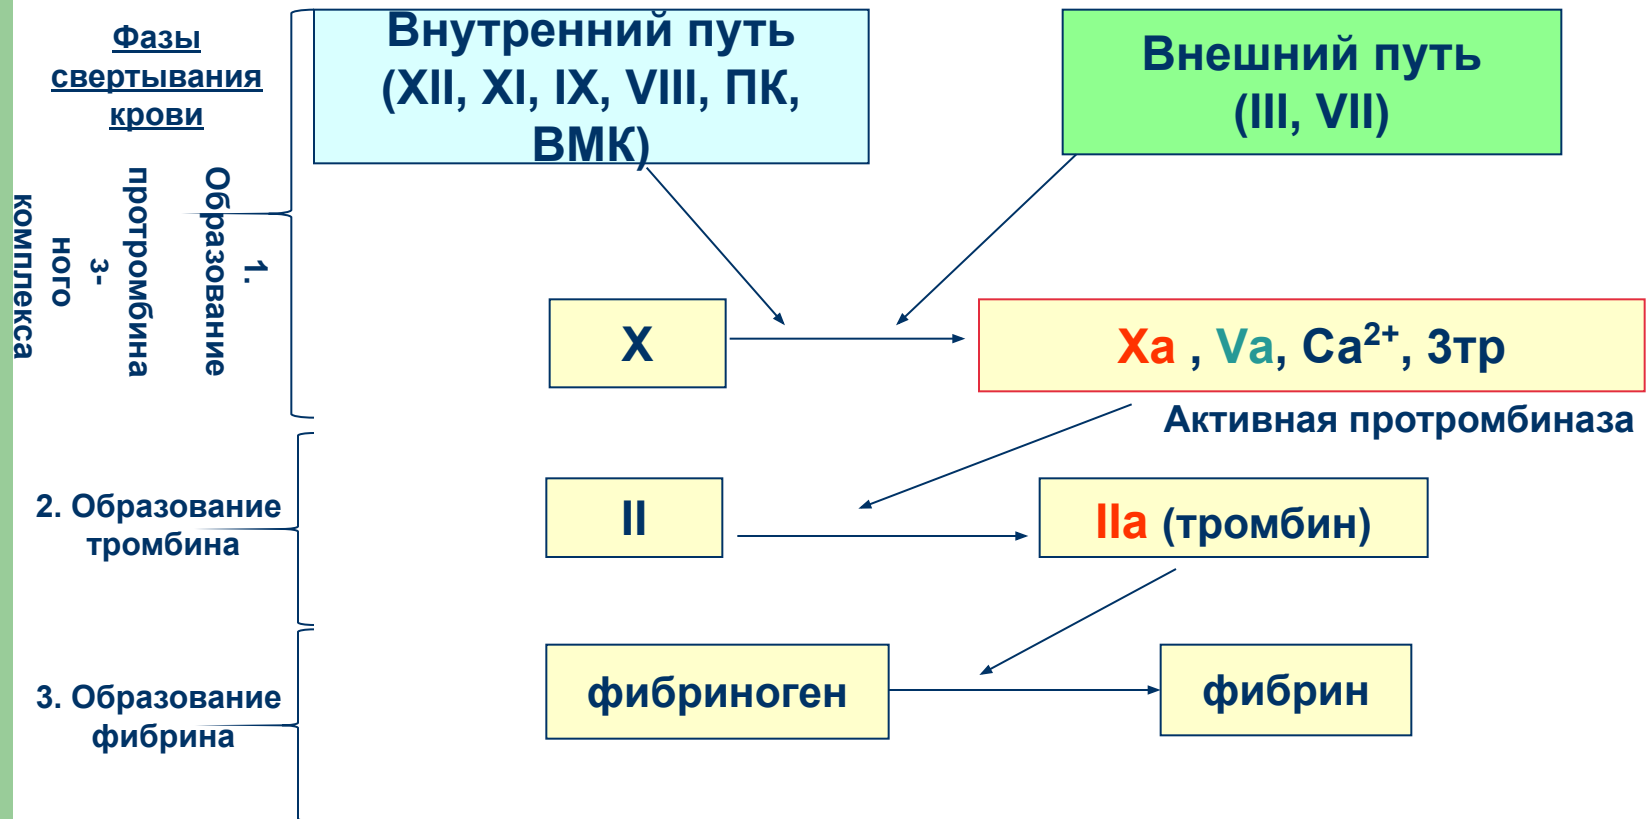 Фазы
свертывания
крови
Внутренний путь
(XII, XI, IX, VIII, ПК,
ВМК)
Внешний путь
(III, VII)
1.
Образование
протромбина
з-
ного
комплекса
X
Xa , Va, Ca²⁺, 3тр
Активная протромбиназа
2. Образование
тромбина
II
IIa (тромбин)
3. Образование
фибрина
фибриноген
фибрин